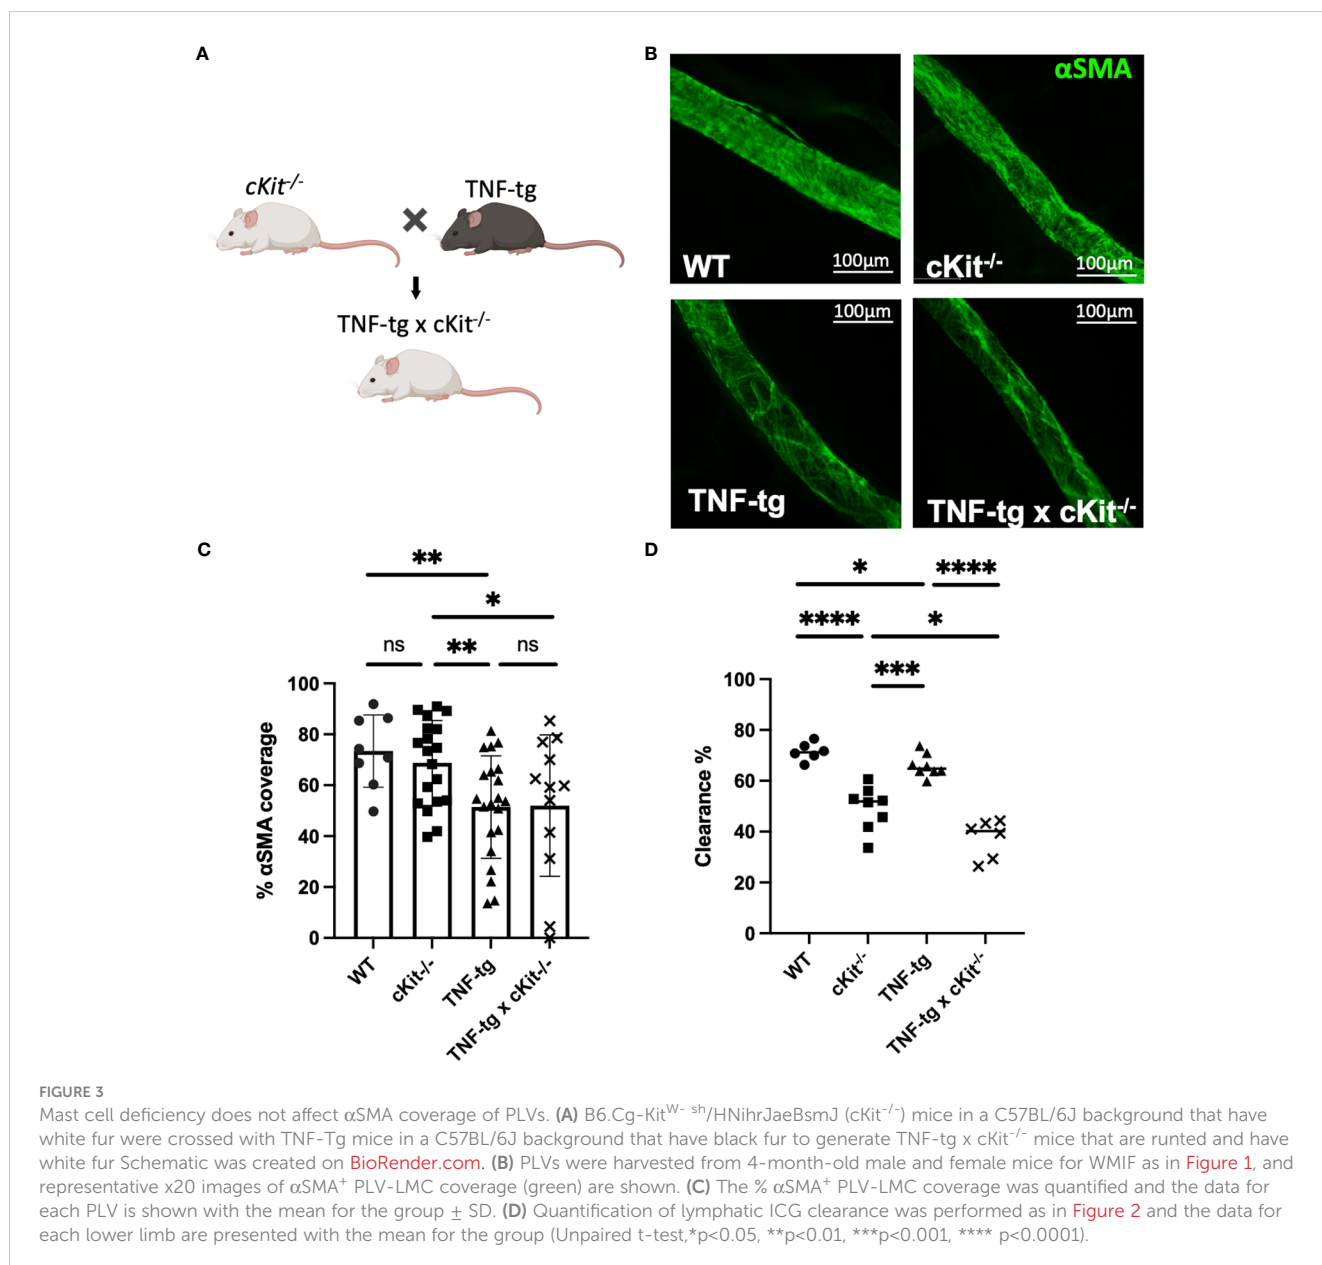 A
cKit-/-
TNF-tg
TNF-tg x cKit-/-
B
αSMA
WT
100µm
cKit-/-
100µm
TNF-tg
100µm
TNF-tg x cKit-/-
100µm
C
**
*
ns
**
ns
% αSMA coverage
100
80
60
40
20
0
WT
cKit-/-
TNF-tg
TNF-tg x cKit-/-
D
*
****
****
*
***
Clearance %
100
80
60
40
20
0
WT
cKit-/-
TNF-tg
TNF-tg x cKit-/-
FIGURE 3
Mast cell deficiency does not affect αSMA coverage of PLVs. (A) B6.Cg-KitW- sh/HNihrJaeBsmJ (cKit-/-) mice in a C57BL/6J background that have
white fur were crossed with TNF-Tg mice in a C57BL/6J background that have black fur to generate TNF-tg x cKit-/- mice that are runted and have
white fur Schematic was created on BioRender.com. (B) PLVs were harvested from 4-month-old male and female mice for WMIF as in Figure 1, and
representative x20 images of αSMA+ PLV-LMC coverage (green) are shown. (C) The % αSMA+ PLV-LMC coverage was quantified and the data for
each PLV is shown with the mean for the group ± SD. (D) Quantification of lymphatic ICG clearance was performed as in Figure 2 and the data for
each lower limb are presented with the mean for the group (Unpaired t-test,*p<0.05, **p<0.01, ***p<0.001, **** p<0.0001).